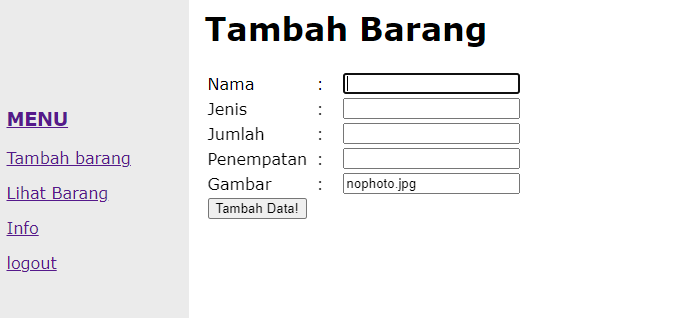 MENU
Tambah barang
Lihat Barang
Info
logout
Tambah Barang
Nama :
Jenis :
Jumlah :
Penempatan :
Gambar : nophoto.jpg
Tambah Data!